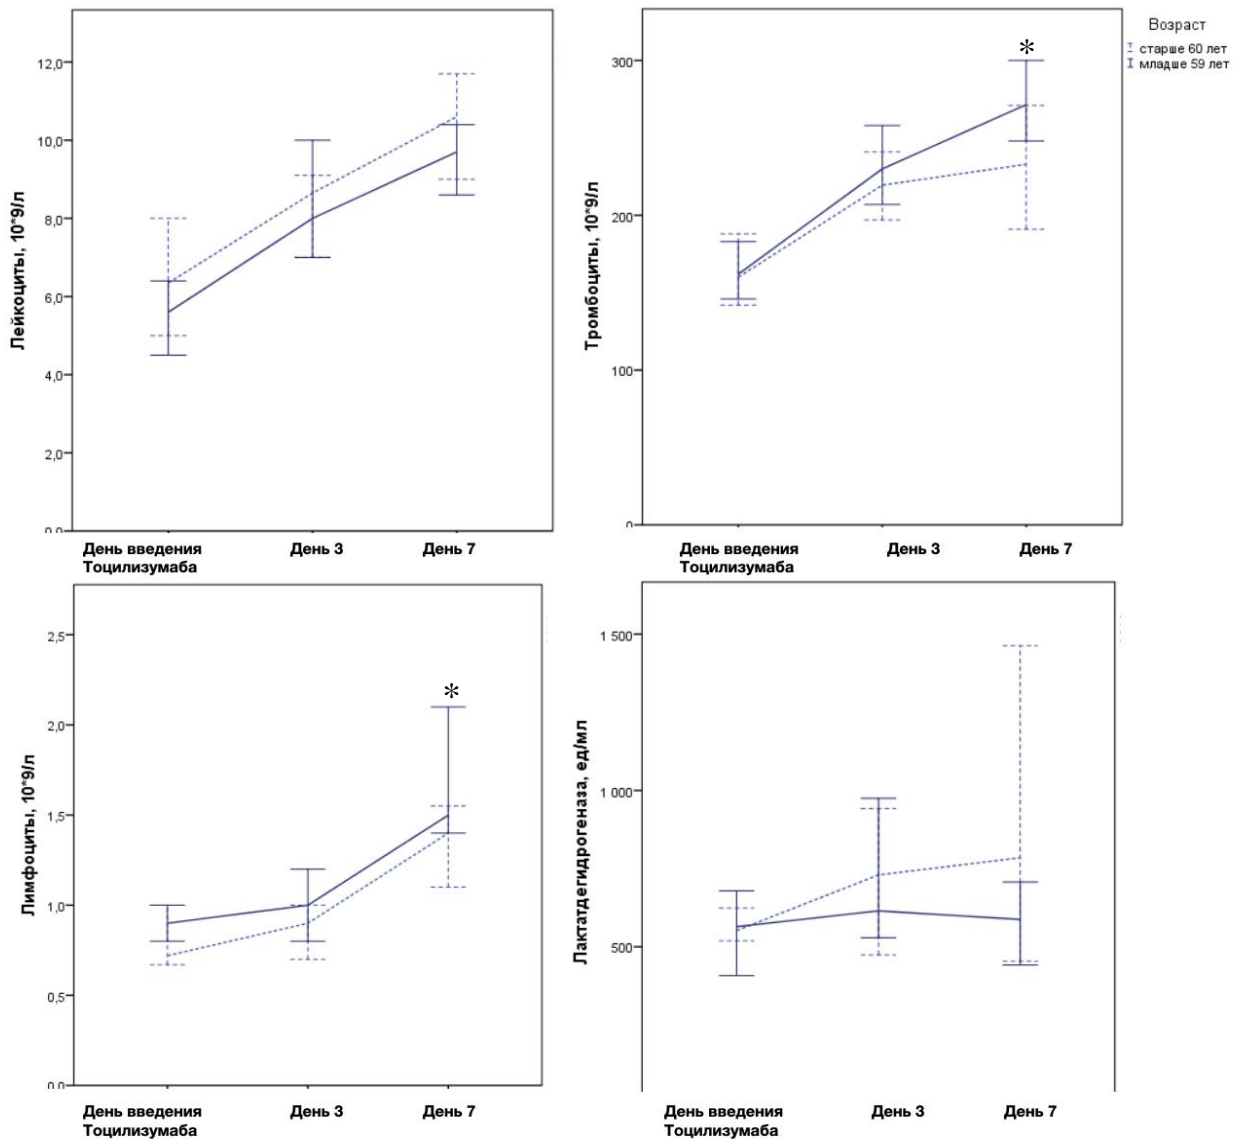 12,0
10,0
8,0
6,0
4,0
2,0
0,0
Лейкоциты, 10*9/л
День введения
Тоцилизумаба
День 3
День 7
*
300
200
100
0
Тромбоциты, 10*9/л
День введения
Тоцилизумаба
День 3
День 7
Возраст
старше 60 лет
младше 59 лет
*
2,5
2,0
1,5
1,0
0,5
0,0
Лимфоциты, 10*9/л
День введения
Тоцилизумаба
День 3
День 7
1 500
1 000
500
Лактатдегидрогеназа, ед/мл
День введения
Тоцилизумаба
День 3
День 7